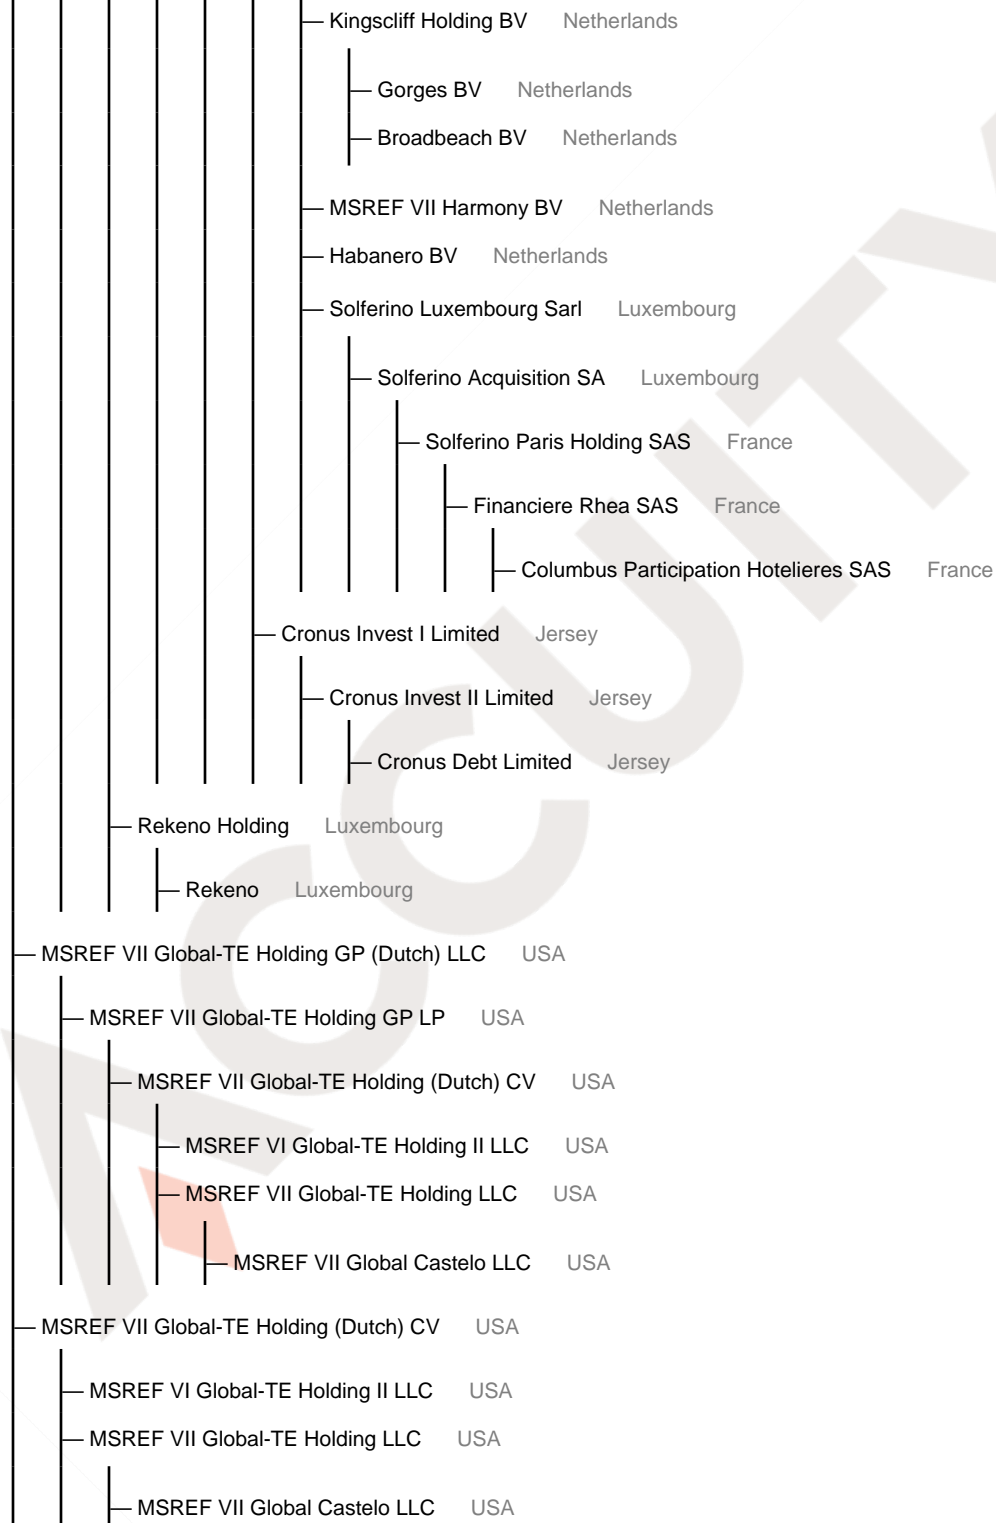 Kingscliff Holding BV Netherlands
Gorges BV Netherlands
Broadbeach BV Netherlands
MSREF VII Harmony BV Netherlands
Habanero BV Netherlands
Solferino Luxembourg Sarl Luxembourg
Solferino Acquisition SA Luxembourg
Solferino Paris Holding SAS France
Financiere Rhea SAS France
Columbus Participation Hotelieres SAS France
Cronus Invest I Limited Jersey
Cronus Invest II Limited Jersey
Cronus Debt Limited Jersey
Rekeno Holding Luxembourg
Rekeno Luxembourg
MSREF VII Global-TE Holding GP (Dutch) LLC USA
MSREF VII Global-TE Holding GP LP USA
MSREF VII Global-TE Holding (Dutch) CV USA
MSREF VI Global-TE Holding II LLC USA
MSREF VII Global-TE Holding LLC USA
MSREF VII Global Castelo LLC USA
MSREF VII Global-TE Holding (Dutch) CV USA
MSREF VI Global-TE Holding II LLC USA
MSREF VII Global-TE Holding LLC USA
MSREF VII Global Castelo LLC USA
ACCUITY